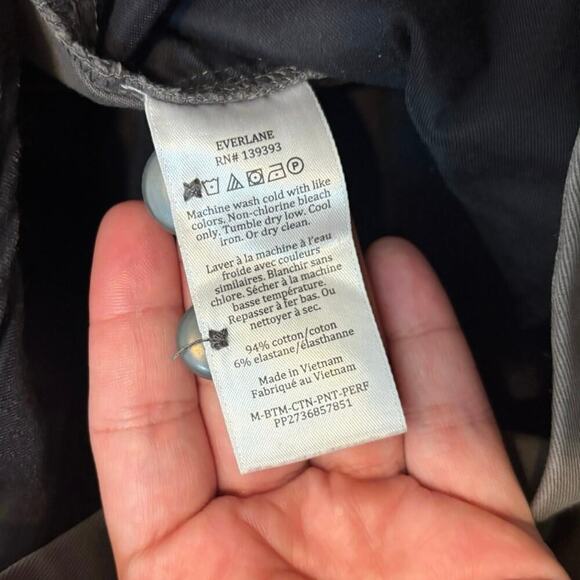 EVERLANE
RN# 139393
P
Machine wash cold with like
colors. Non-chlorine bleach
only. Tumble dry low. Cool
iron. Or dry clean.
Laver à la machine à l'eau
froide avec couleurs
similaires. Blanchir sans
chlore. Sécher à la machine
basse température.
Repasser à fer bas. Ou
nettoyer à sec.
94% cotton/coton
6% elastane/élasthanne
Made in Vietnam
Fabriqué au Vietnam
M-BTM-CTN-PNT-PERF
PP2736857851